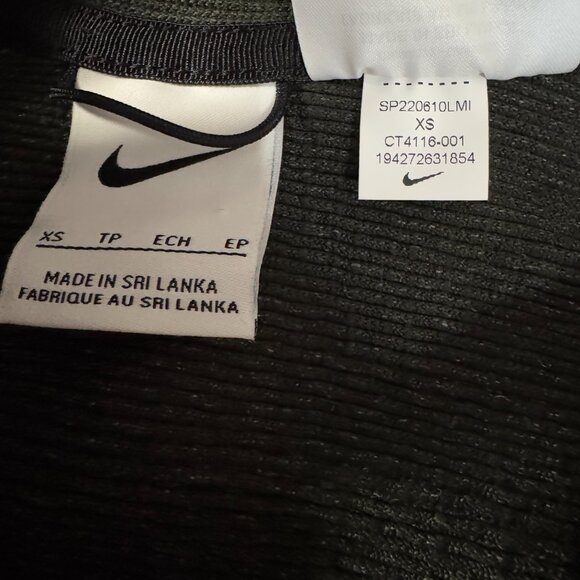 XS TP ECH EP
MADE IN SRI LANKA
FABRIQUE AU SRI LANKA
SP220610LMI
XS
CT4116-001
194272631854